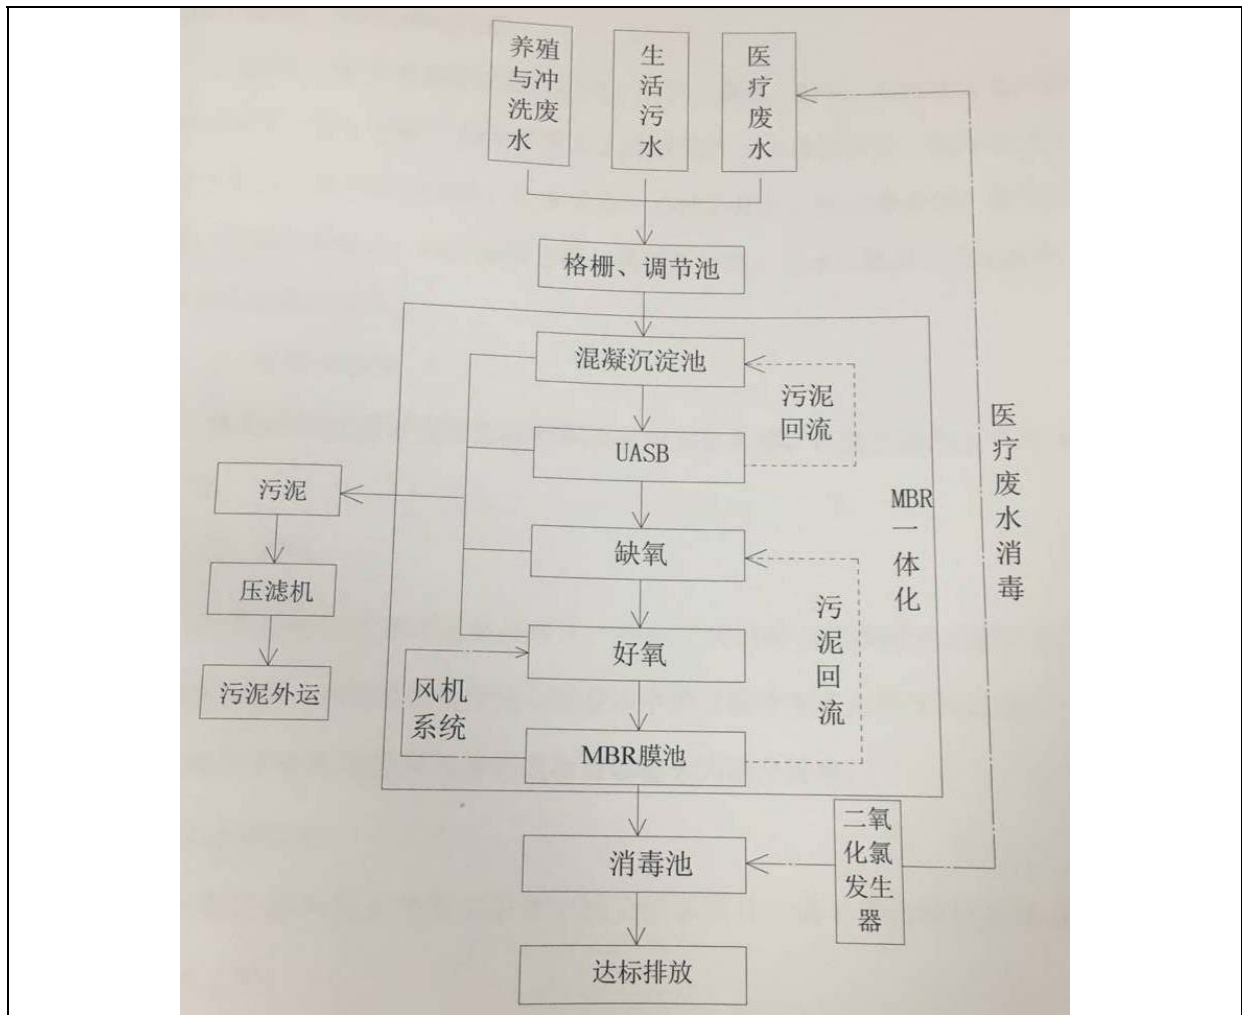 养殖
与冲
洗废
水
生
活
污
水
医
疗
废
水
格栅、调节池
混凝沉淀池
污泥
回流
UASB
医
疗
废
水
消
毒
MBR
一
体
化
污泥
缺氧
压滤机
污
泥
回
流
好氧
污泥外运
风机
系统
MBR膜池
二氧
化氯
发生
器
消毒池
达标排放